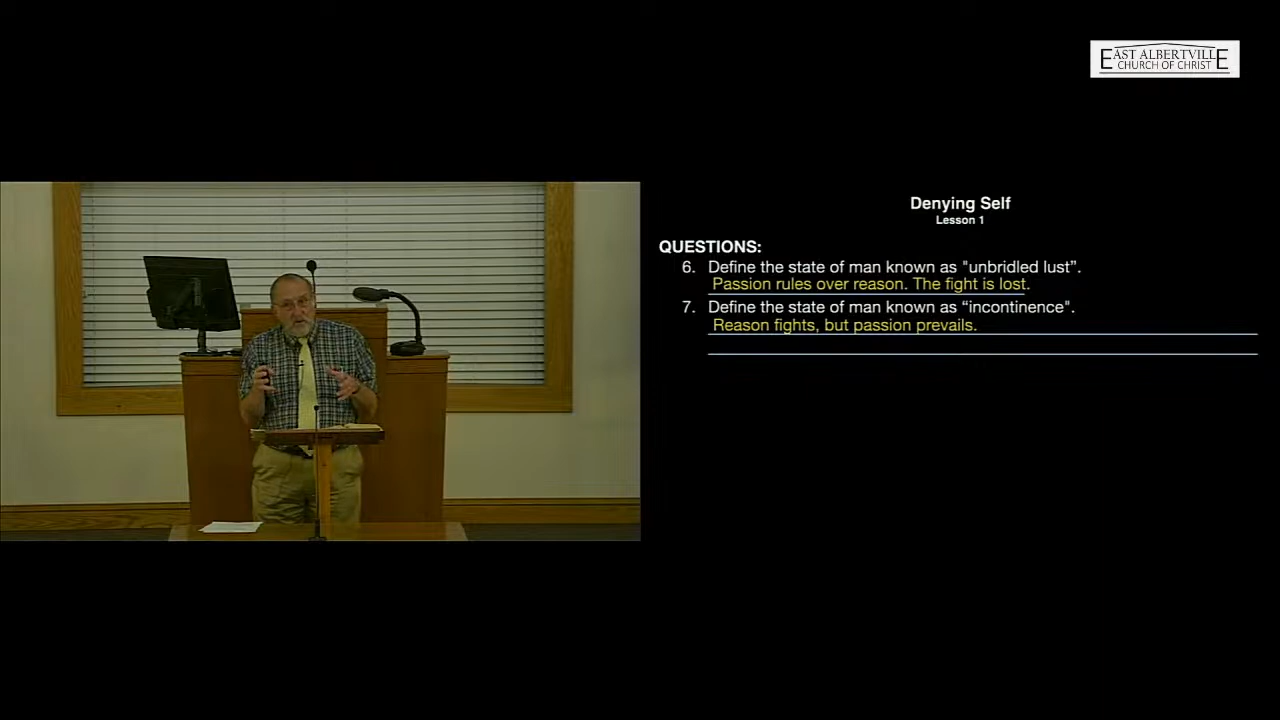 EAST ALBERTVILLE
CHURCH OF CHRIST
Denying Self
Lesson 1
QUESTIONS:
6. Define the state of man known as "unbridled lust”.
Passion rules over reason. The fight is lost.
7. Define the state of man known as “incontinence".
Reason fights, but passion prevails.